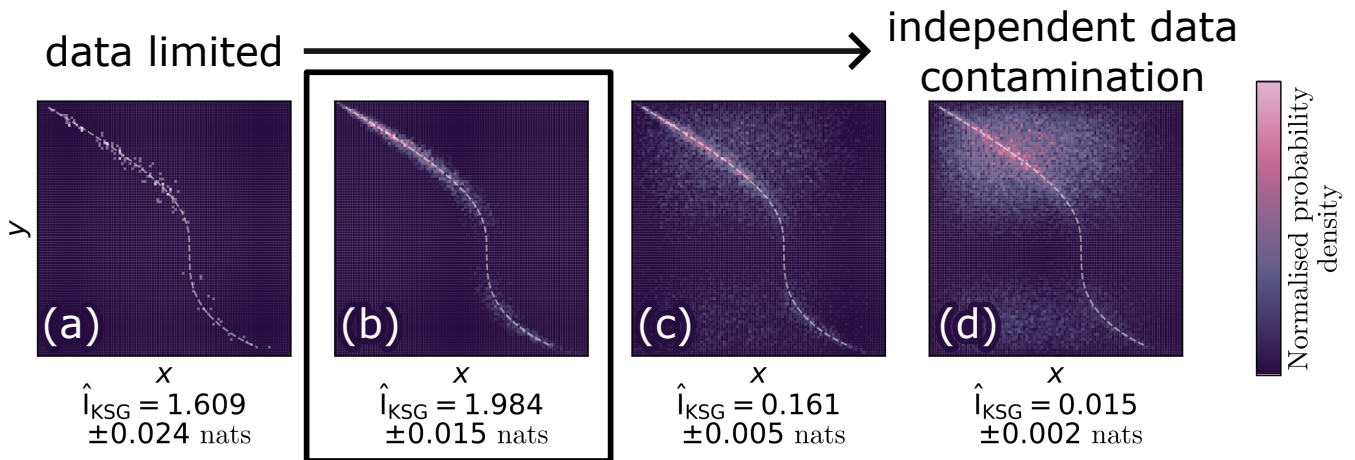 data limited
independent data
contamination
(a)
(b)
(c)
(d)
y
x
x
x
x
Î_KSG = 1.609
±0.024 nats
Î_KSG = 1.984
±0.015 nats
Î_KSG = 0.161
±0.005 nats
Î_KSG = 0.015
±0.002 nats
Normalised probability
density